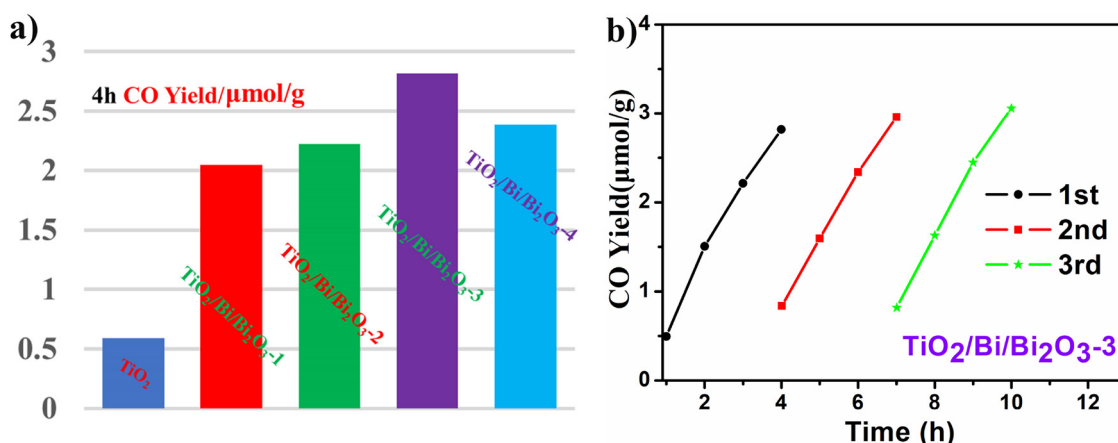 a)
3
2.5
2
1.5
1
0.5
0
4h CO Yield/μmol/g
TiO₂
TiO₂/Bi/Bi₂O₃-1
TiO₂/Bi/Bi₂O₃-2
TiO₂/Bi/Bi₂O₃-3
TiO₂/Bi/Bi₂O₃-4
b)
CO Yield(μmol/g)
4
3
2
1
0
1st
2nd
3rd
TiO₂/Bi/Bi₂O₃-3
2 4 6 8 10 12
Time (h)